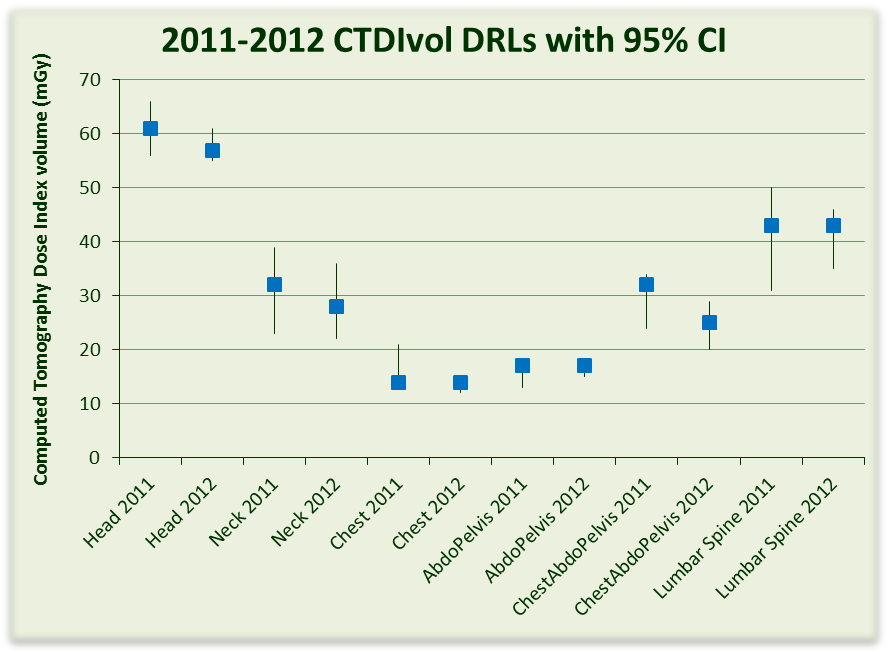 2011-2012 CTDIvol DRLs with 95% CI
Computed Tomography Dose Index volume (mGy)
70
60
50
40
30
20
10
0
Head 2011
Head 2012
Neck 2011
Neck 2012
Chest 2011
Chest 2012
AbdoPelvis 2011
AbdoPelvis 2012
ChestAbdoPelvis 2011
ChestAbdoPelvis 2012
Lumbar Spine 2011
Lumbar Spine 2012